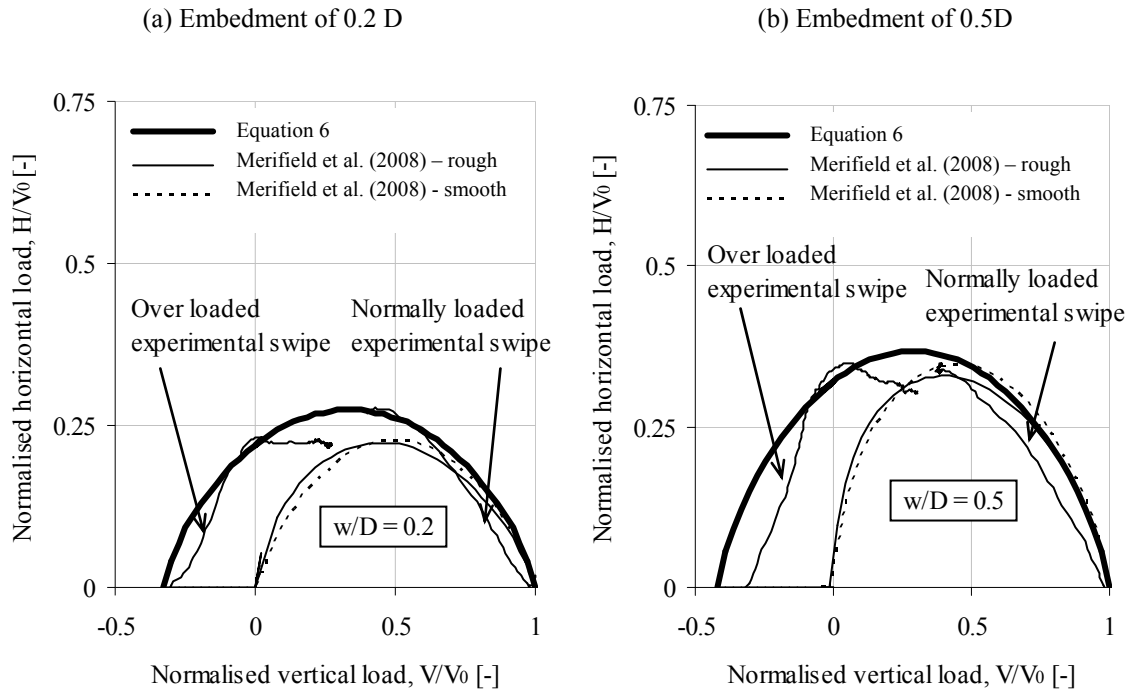 (a) Embedment of 0.2 D
0.75
Equation 6
Merifield et al. (2008) – rough
Merifield et al. (2008) - smooth
0.5
Over loaded
experimental swipe
Normally loaded
experimental swipe
0.25
w/D = 0.2
0
-0.5
0
0.5
1
Normalised horizontal load, H/V0 [-]
Normalised vertical load, V/V0 [-]
(b) Embedment of 0.5D
0.75
Equation 6
Merifield et al. (2008) – rough
Merifield et al. (2008) - smooth
0.5
Over loaded
experimental swipe
Normally loaded
experimental swipe
0.25
w/D = 0.5
0
-0.5
0
0.5
1
Normalised horizontal load, H/V0 [-]
Normalised vertical load, V/V0 [-]